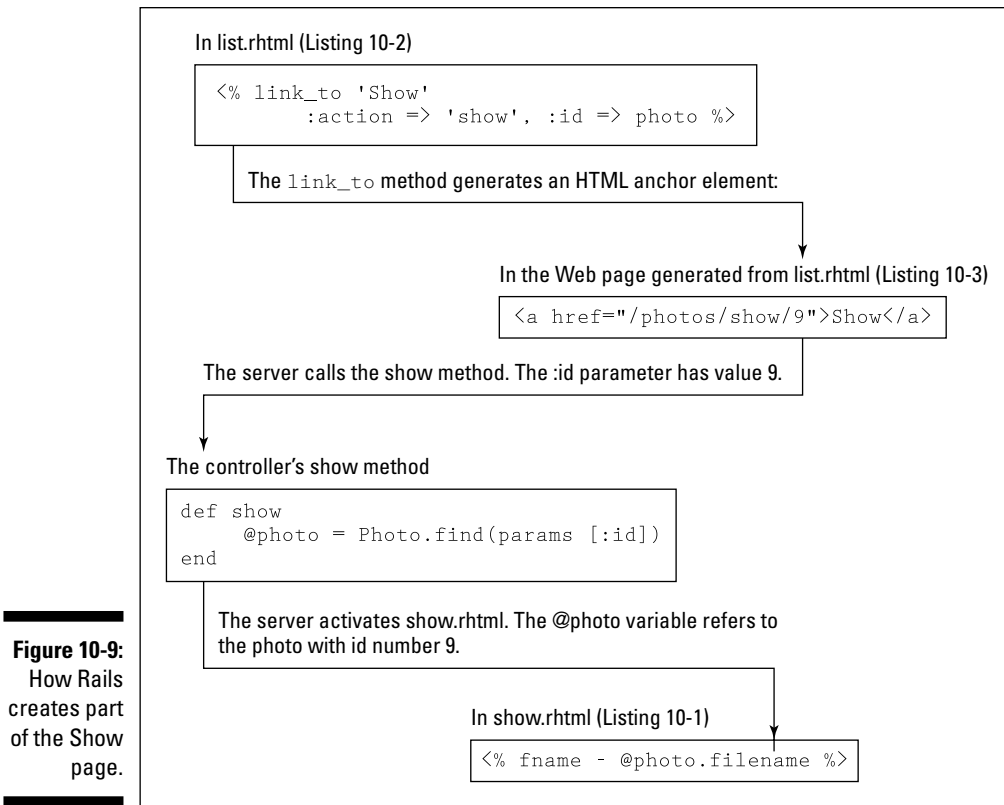 In list.rhtml (Listing 10-2)
<% link_to 'Show'
:action => 'show', :id => photo %>
The link_to method generates an HTML anchor element:
In the Web page generated from list.rhtml (Listing 10-3)
<a href="/photos/show/9">Show</a>
The server calls the show method. The :id parameter has value 9.
The controller's show method
def show
@photo = Photo.find(params [:id])
end
The server activates show.rhtml. The @photo variable refers to
the photo with id number 9.
In show.rhtml (Listing 10-1)
<% fname - @photo.filename %>
Figure 10-9:
How Rails
creates part
of the Show
page.